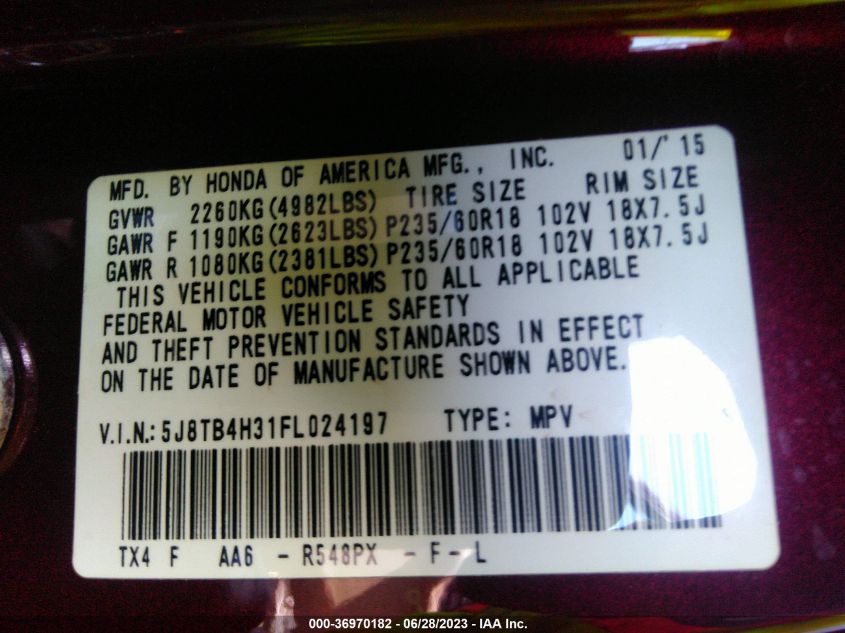 MFD. BY HONDA OF AMERICA MFG., INC. 01/'15
GVWR 2260KG(4982LBS) TIRE SIZE RIM SIZE
GAWR F 1190KG(2623LBS) P235/60R18 102V 18X7.5J
GAWR R 1080KG(2381LBS) P235/60R18 102V 18X7.5J
THIS VEHICLE CONFORMS TO ALL APPLICABLE
FEDERAL MOTOR VEHICLE SAFETY
AND THEFT PREVENTION STANDARDS IN EFFECT
ON THE DATE OF MANUFACTURE SHOWN ABOVE.
V.I.N.: 5J8TB4H31FL024197 TYPE: MPV
TX4 F AA6 - R548PX - F - L
000-36970182 - 06/28/2023 - IAA Inc.